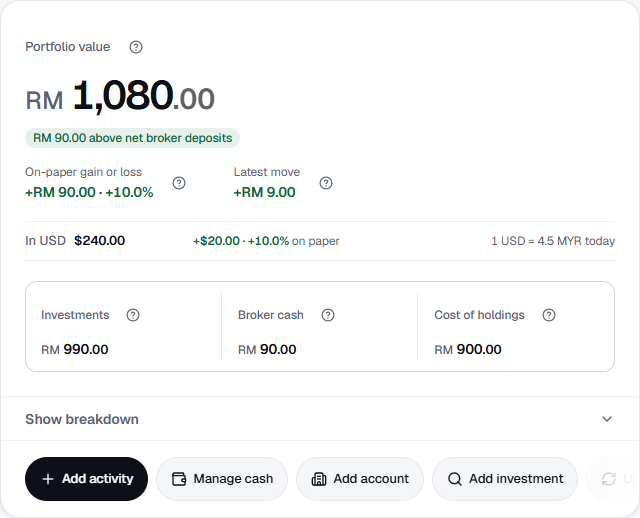 Portfolio value
RM 1,080.00
RM 90.00 above net broker deposits
On-paper gain or loss
+RM 90.00 · +10.0%
Latest move
+RM 9.00
In USD $240.00 +$20.00 · +10.0% on paper 1 USD = 4.5 MYR today
Investments
RM 990.00
Broker cash
RM 90.00
Cost of holdings
RM 900.00
Show breakdown
Add activity Manage cash Add account Add investment